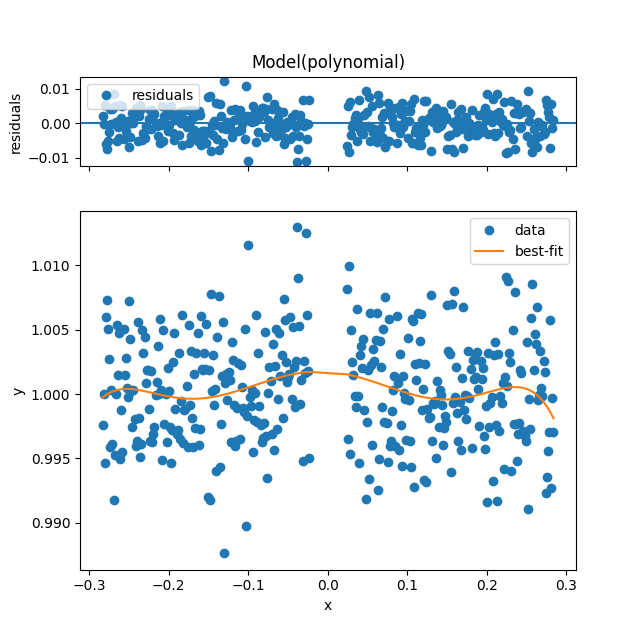 Model(polynomial)
residuals
0.01
0.00
−0.01
residuals
data
best-fit
1.010
1.005
1.000
0.995
0.990
y
−0.3
−0.2
−0.1
0.0
0.1
0.2
0.3
x